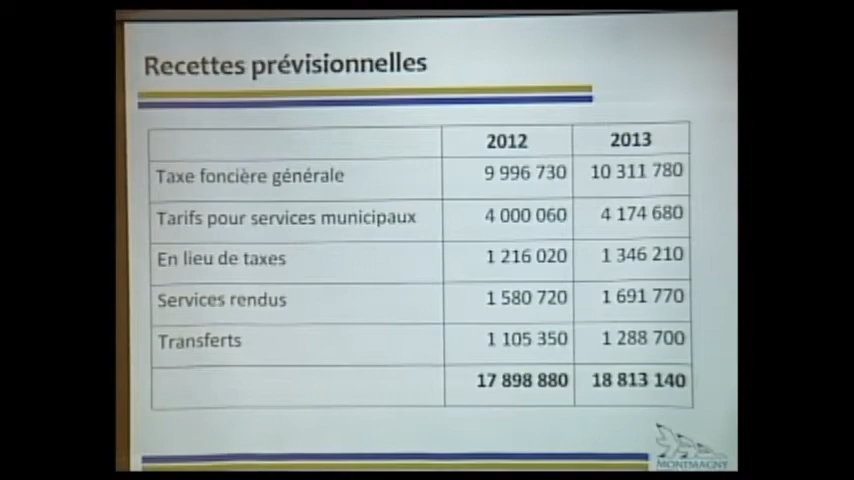 Recettes prévisionnelles
2012 2013
Taxe foncière générale 9 996 730 10 311 780
Tarifs pour services municipaux 4 000 060 4 174 680
En lieu de taxes 1 216 020 1 346 210
Services rendus 1 580 720 1 691 770
Transferts 1 105 350 1 288 700
17 898 880 18 813 140
MONTMAGNY